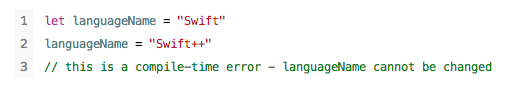 1 let languageName = "Swift"
2 languageName = "Swift++"
3 // this is a compile-time error - languageName cannot be changed